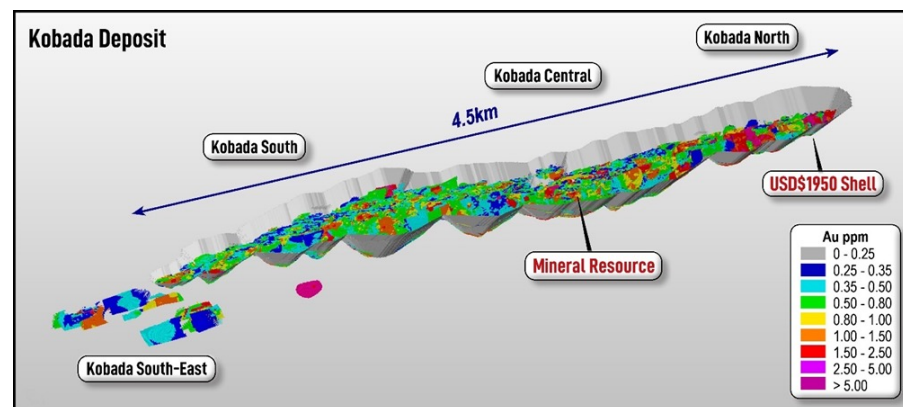 Kobada Deposit
Kobada North
Kobada Central
4.5km
Kobada South
USD$1950 Shell
Mineral Resource
Kobada South-East
Au ppm
0 - 0.25
0.25 - 0.35
0.35 - 0.50
0.50 - 0.80
0.80 - 1.00
1.00 - 1.50
1.50 - 2.50
2.50 - 5.00
> 5.00